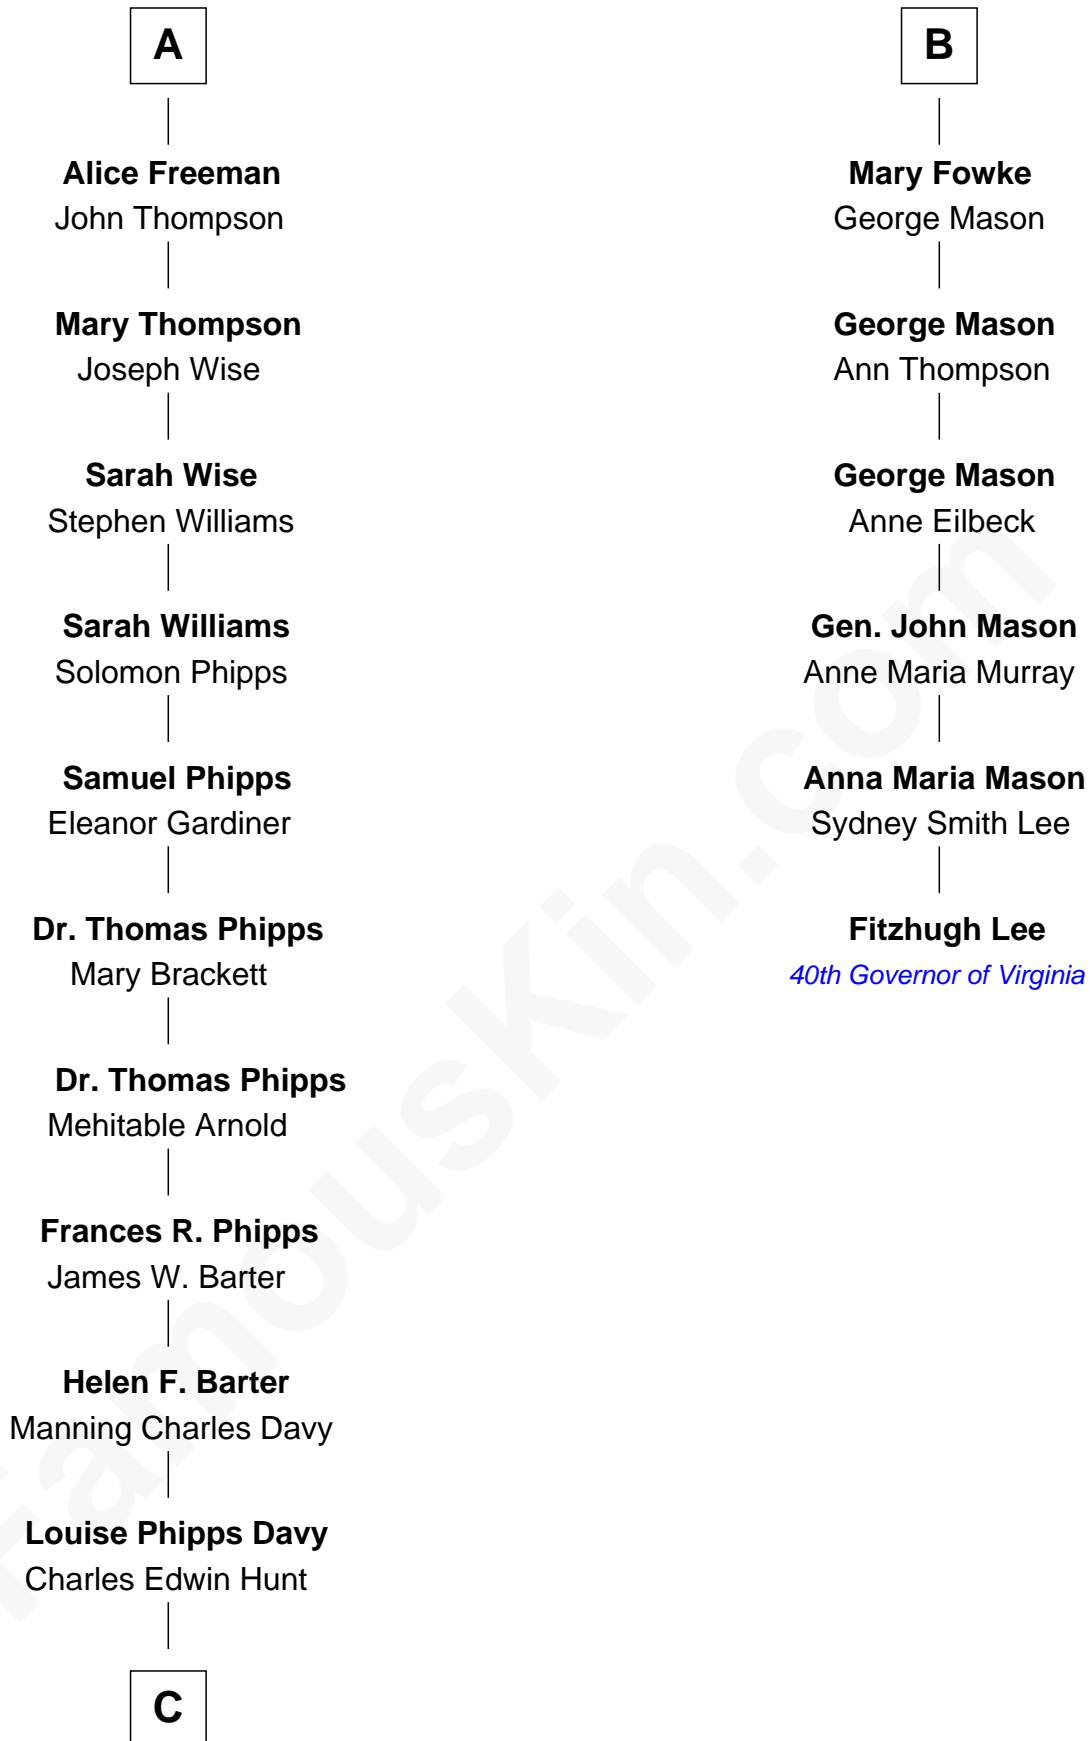 A
Alice Freeman
John Thompson
Mary Thompson
Joseph Wise
Sarah Wise
Stephen Williams
Sarah Williams
Solomon Phipps
Samuel Phipps
Eleanor Gardiner
Dr. Thomas Phipps
Mary Brackett
Dr. Thomas Phipps
Mehitable Arnold
Frances R. Phipps
James W. Barter
Helen F. Barter
Manning Charles Davy
Louise Phipps Davy
Charles Edwin Hunt
C
B
Mary Fowke
George Mason
George Mason
Ann Thompson
George Mason
Anne Eilbeck
Gen. John Mason
Anne Maria Murray
Anna Maria Mason
Sydney Smith Lee
Fitzhugh Lee
40th Governor of Virginia
FamousKin.com